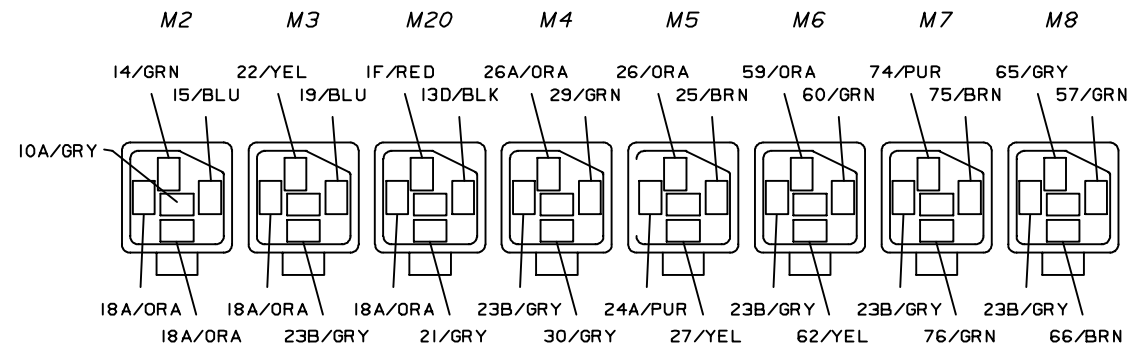 M2 M3 M20 M4 M5 M6 M7 M8
14/GRN 22/YEL 1F/RED 26A/ORA 26/ORA 59/ORA 74/PUR 65/GRY
15/BLU 19/BLU 13D/BLK 29/GRN 25/BRN 60/GRN 75/BRN 57/GRN
10A/GRY
18A/ORA 18A/ORA 18A/ORA 23B/GRY 24A/PUR 23B/GRY 23B/GRY 23B/GRY
18A/ORA 23B/GRY 21/GRY 30/GRY 27/YEL 62/YEL 76/GRN 66/BRN